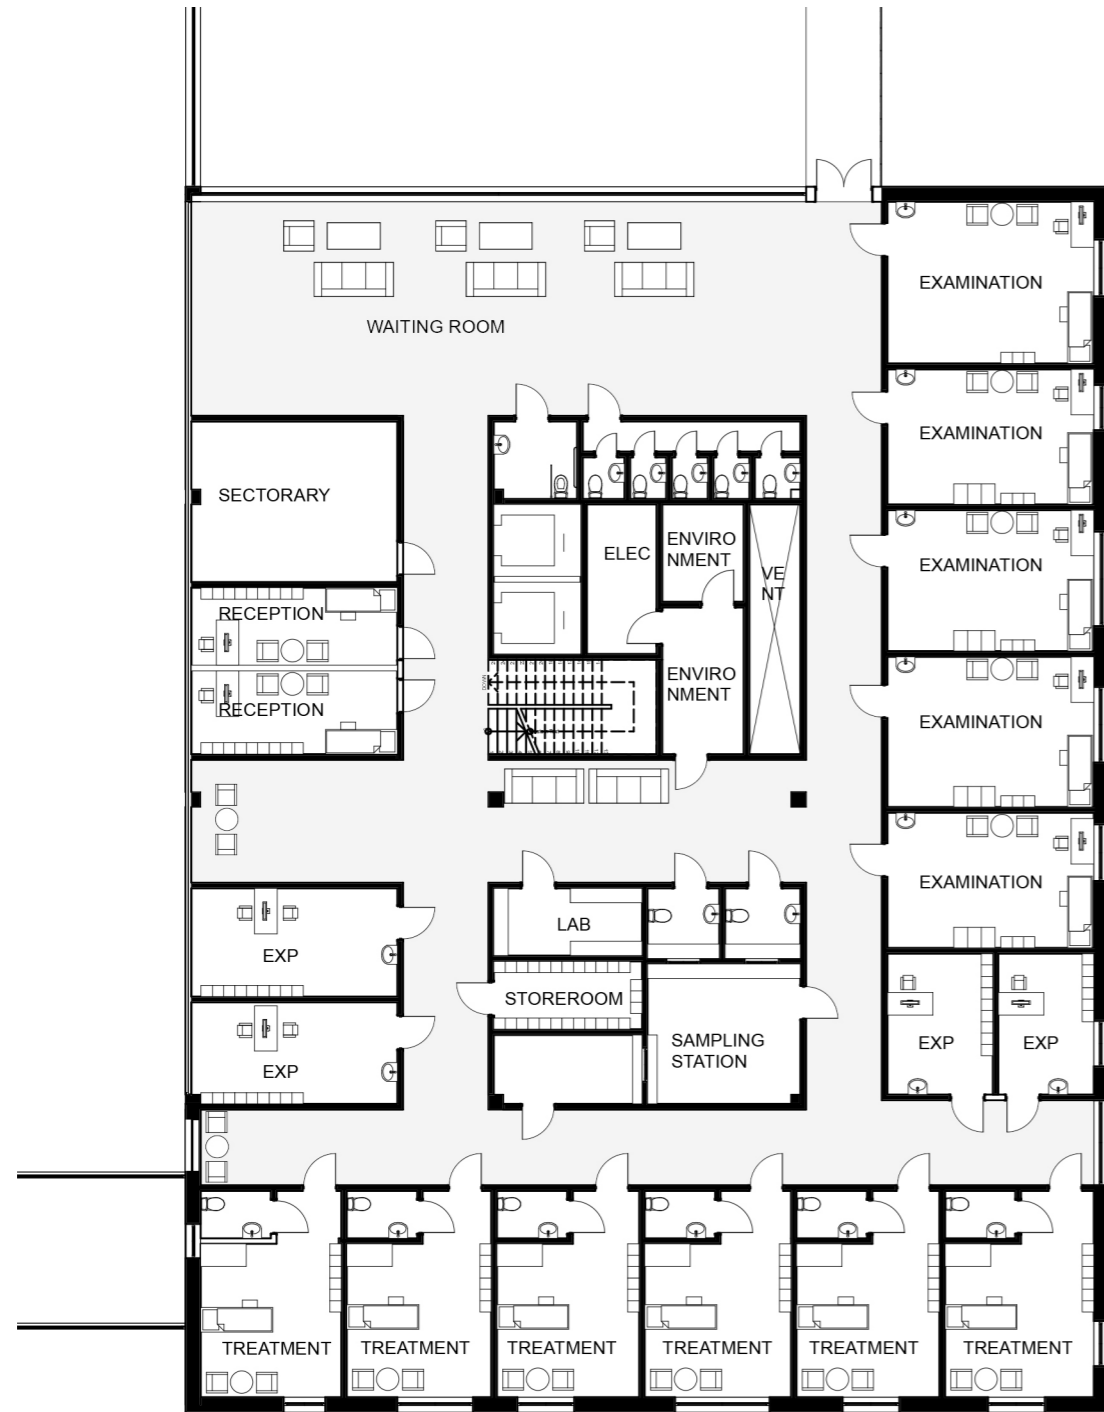 EXAMINATION
WAITING ROOM
EXAMINATION
SECTORARY
ELEC
ENVIRO
NMENT
VE
NT
EXAMINATION
RECEPTION
ENVIRO
NMENT
RECEPTION
EXAMINATION
DOWN
EXAMINATION
LAB
EXP
STOREROOM
SAMPLING
STATION
EXP
EXP
EXP
TREATMENT
TREATMENT
TREATMENT
TREATMENT
TREATMENT
TREATMENT